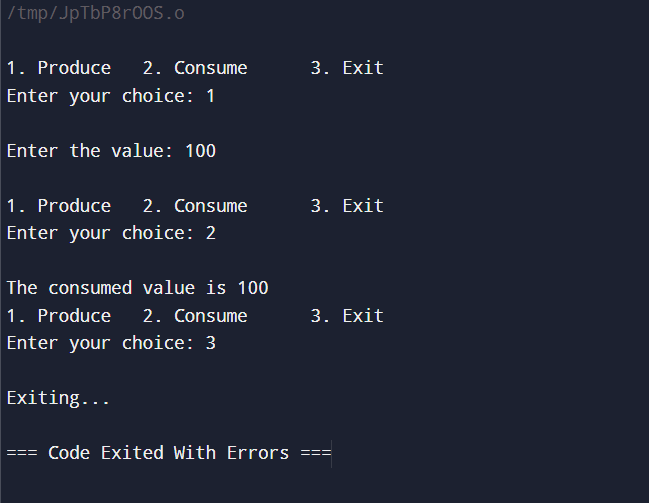 /tmp/JpTbP8rOOS.o
1. Produce 2. Consume 3. Exit
Enter your choice: 1
Enter the value: 100
1. Produce 2. Consume 3. Exit
Enter your choice: 2
The consumed value is 100
1. Produce 2. Consume 3. Exit
Enter your choice: 3
Exiting...
=== Code Exited With Errors ===